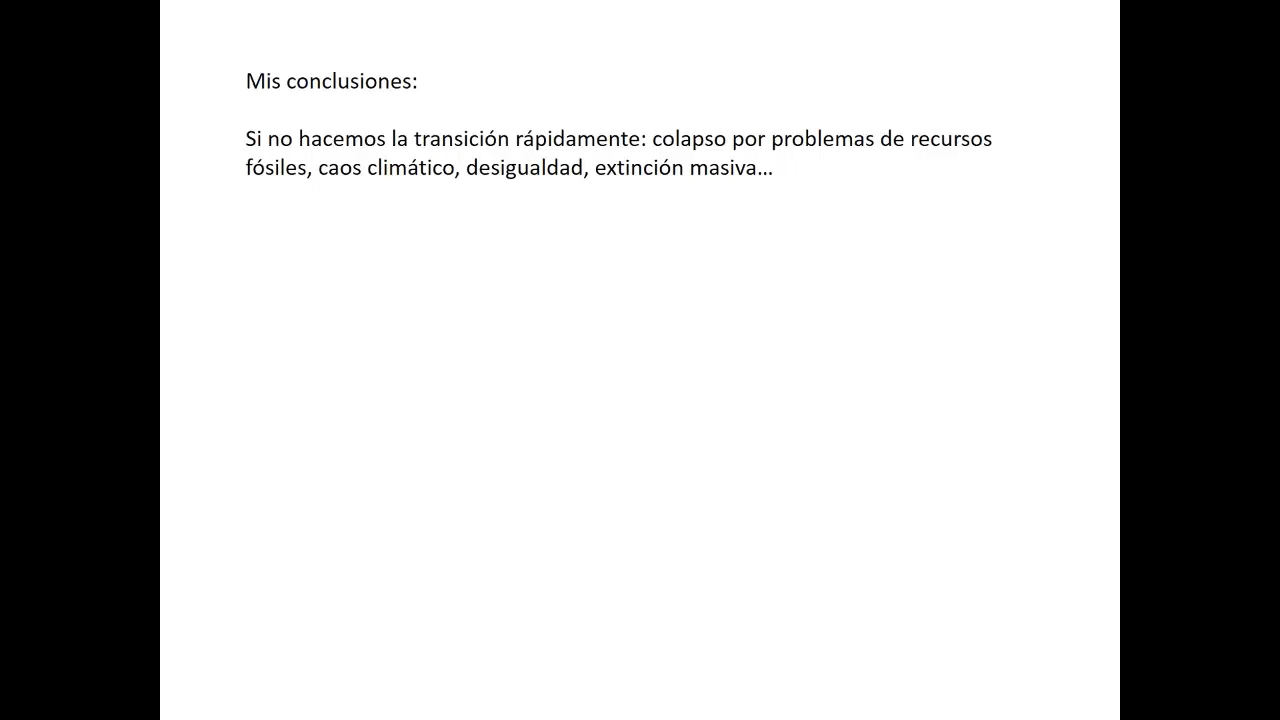 Mis conclusiones:
Si no hacemos la transición rápidamente: colapso por problemas de recursos
fósiles, caos climático, desigualdad, extinción masiva…